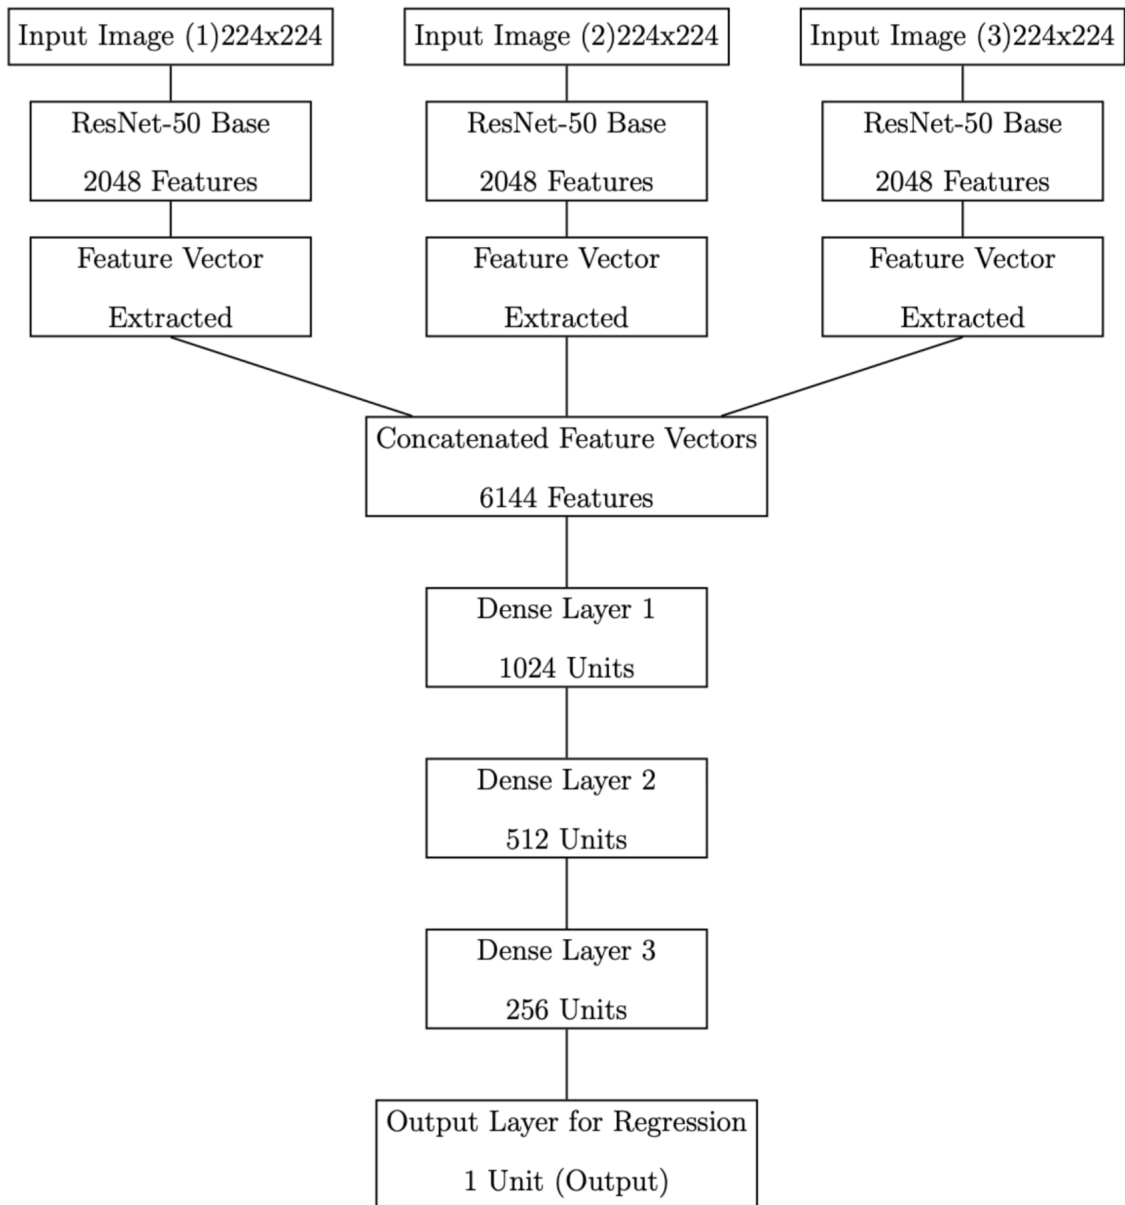 Input Image (1)224x224
Input Image (2)224x224
Input Image (3)224x224
ResNet-50 Base
2048 Features
ResNet-50 Base
2048 Features
ResNet-50 Base
2048 Features
Feature Vector
Extracted
Feature Vector
Extracted
Feature Vector
Extracted
Concatenated Feature Vectors
6144 Features
Dense Layer 1
1024 Units
Dense Layer 2
512 Units
Dense Layer 3
256 Units
Output Layer for Regression
1 Unit (Output)